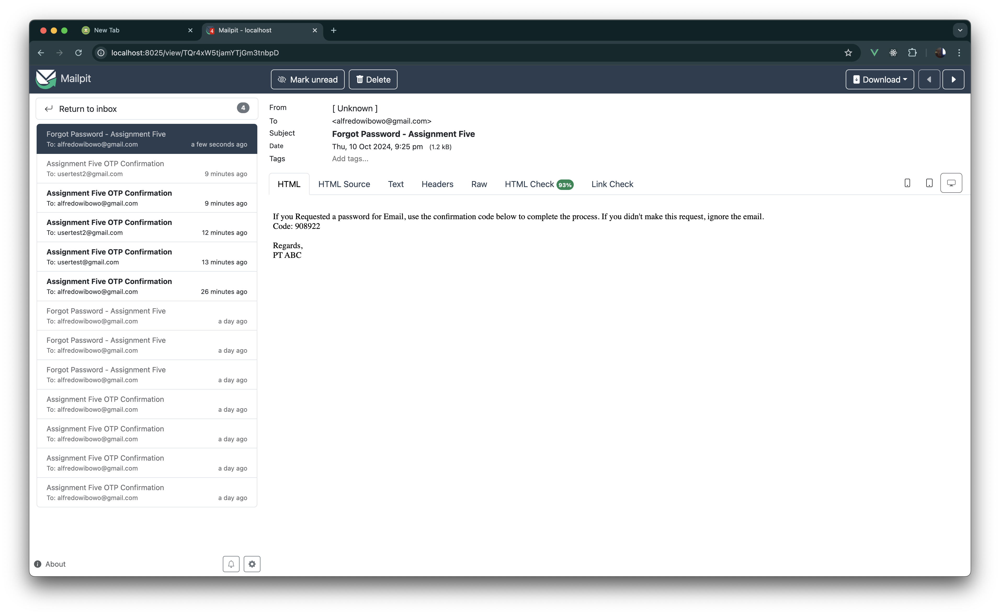 New Tab
4 Mailpit - localhost
localhost:8025/view/TQr4xW5tjamYTjGm3tnbpD
Mailpit
Mark unread
Delete
Download
Return to inbox
4
Forgot Password - Assignment Five
To: alfredowibowo@gmail.com a few seconds ago
Assignment Five OTP Confirmation
To: usertest2@gmail.com 9 minutes ago
Assignment Five OTP Confirmation
To: alfredowibowo@gmail.com 9 minutes ago
Assignment Five OTP Confirmation
To: usertest2@gmail.com 12 minutes ago
Assignment Five OTP Confirmation
To: usertest@gmail.com 13 minutes ago
Assignment Five OTP Confirmation
To: alfredowibowo@gmail.com 26 minutes ago
Forgot Password - Assignment Five
To: alfredowibowo@gmail.com a day ago
Forgot Password - Assignment Five
To: alfredowibowo@gmail.com a day ago
Forgot Password - Assignment Five
To: alfredowibowo@gmail.com a day ago
Assignment Five OTP Confirmation
To: alfredowibowo@gmail.com a day ago
Assignment Five OTP Confirmation
To: alfredowibowo@gmail.com a day ago
Assignment Five OTP Confirmation
To: alfredowibowo@gmail.com a day ago
Assignment Five OTP Confirmation
To: alfredowibowo@gmail.com a day ago
About
From [ Unknown ]
To <alfredowibowo@gmail.com>
Subject Forgot Password - Assignment Five
Date Thu, 10 Oct 2024, 9:25 pm (1.2 kB)
Tags Add tags...
HTML HTML Source Text Headers Raw HTML Check 93% Link Check
If you Requested a password for Email, use the confirmation code below to complete the process. If you didn't make this request, ignore the email.
Code: 908922
Regards,
PT ABC